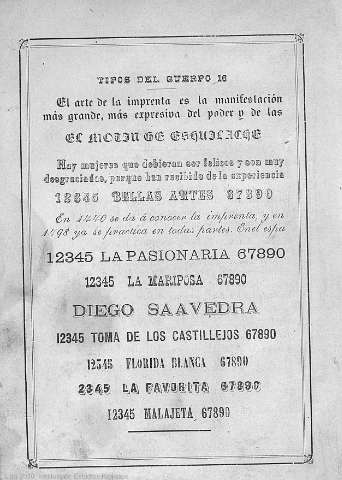 TIPOS DEL CUERPO 16
El arte de la imprenta es la manifestación
más grande, más expresiva del poder y de las
EL MOTIN DE ESQUILACHE
Hay mujeres que debieran ser felices y son muy
desgraciadas, porque han recibido de la experiencia
12345 BELLAS ARTES 67890
En 1440 se dió á conocer la imprenta, y en
1498 ya se practica en todas partes. En el espa
12345 LA PASIONARIA 67890
12345 LA MARIPOSA 67890
DIEGO SAAVEDRA
12345 TOMA DE LOS CASTILLEJOS 67890
12345 FLORIDA BLANCA 67890
2345 LA FAVORITA 67890
12345 MALAJETA 67890